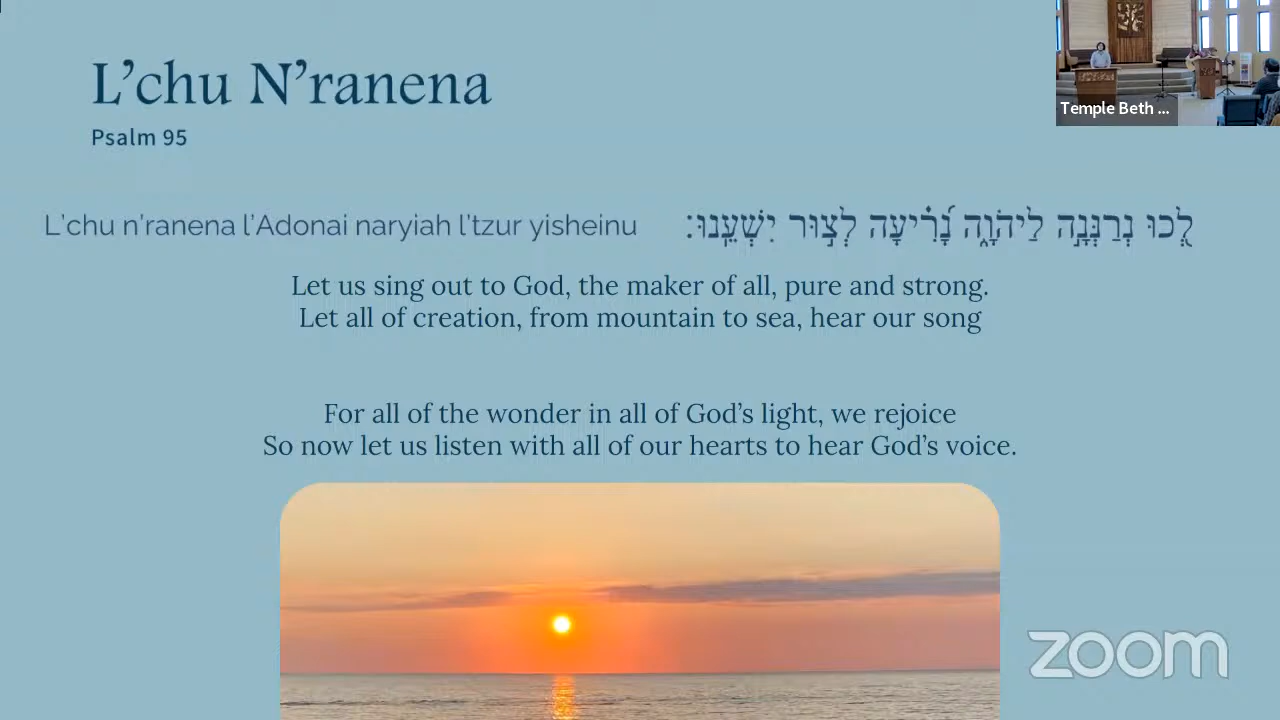 L’chu N’ranena
Psalm 95
L’chu n’ranena l’Adonai naryiah l’tzur yisheinu
לְ֭כוּ נְרַנְּנָ֣ה לַיהֹוָ֑ה נָ֝רִ֗יעָה לְצ֣וּר יִשְׁעֵֽנוּ׃
Let us sing out to God, the maker of all, pure and strong.
Let all of creation, from mountain to sea, hear our song
For all of the wonder in all of God’s light, we rejoice
So now let us listen with all of our hearts to hear God’s voice.
Temple Beth ...
zoom